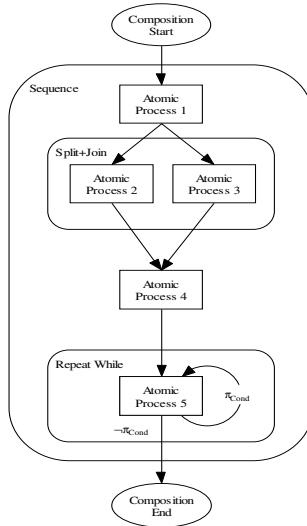 Composition
Start
Sequence
Atomic
Process 1
Split+Join
Atomic
Process 2
Atomic
Process 3
Atomic
Process 4
Repeat While
Atomic
Process 5
πCond
¬πCond
Composition
End